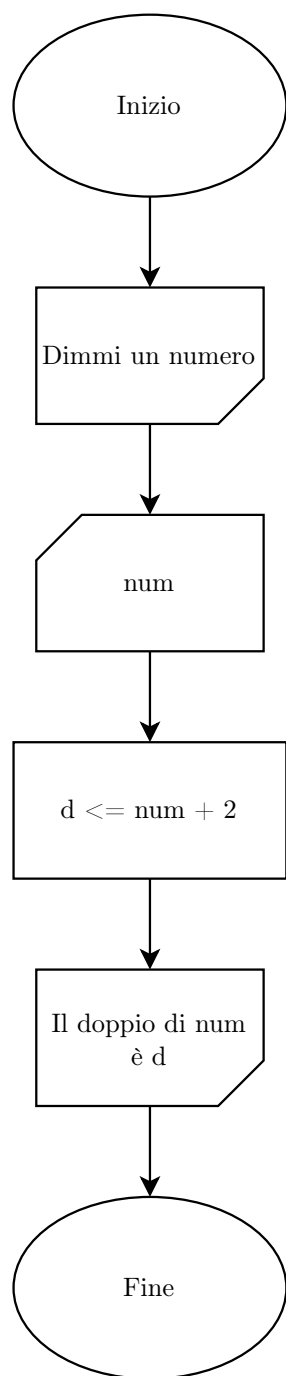 Inizio
Dimmi un numero
num
d <= num + 2
Il doppio di num
è d
Fine